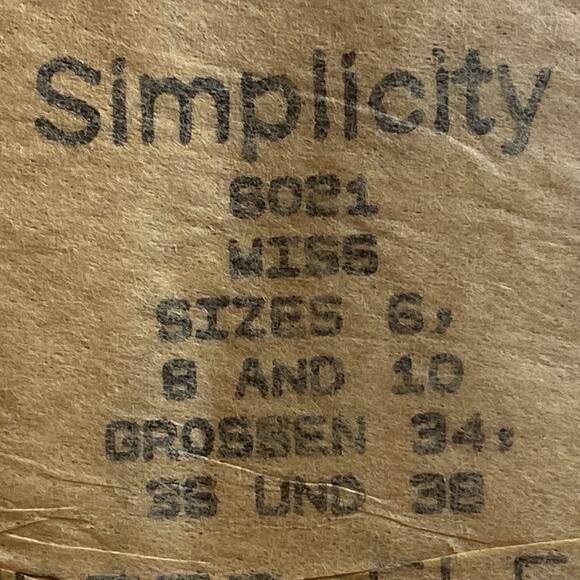 Simplicity
6021
MISS
SIZES 6,
8 AND 10
GROSSEN 34,
36 UND 38